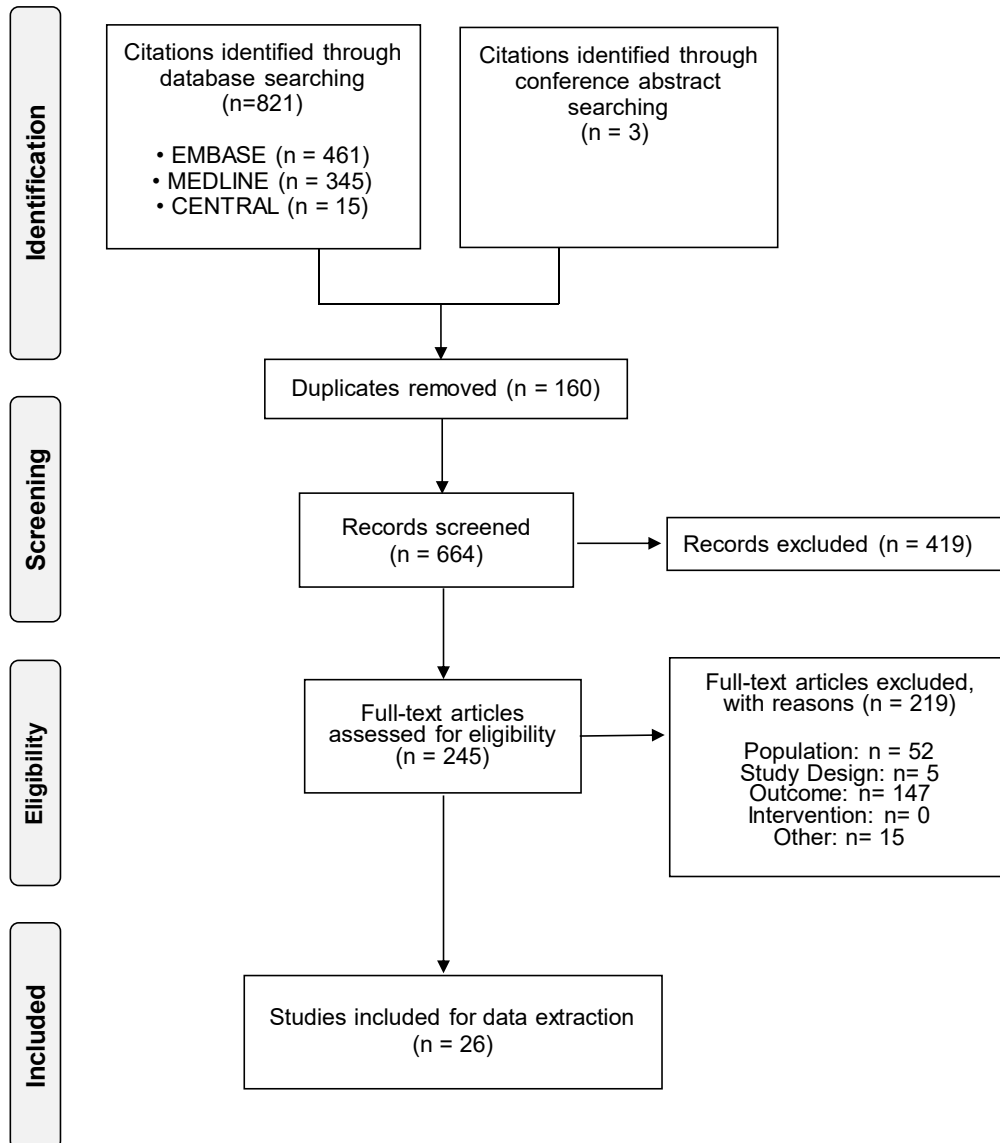 Identification
Citations identified through
database searching
(n=821)
• EMBASE (n = 461)
• MEDLINE (n = 345)
• CENTRAL (n = 15)
Citations identified through
conference abstract
searching
(n = 3)
Duplicates removed (n = 160)
Screening
Records screened
(n = 664)
Records excluded (n = 419)
Eligibility
Full-text articles
assessed for eligibility
(n = 245)
Full-text articles excluded,
with reasons (n = 219)
Population: n = 52
Study Design: n= 5
Outcome: n= 147
Intervention: n= 0
Other: n= 15
Included
Studies included for data extraction
(n = 26)